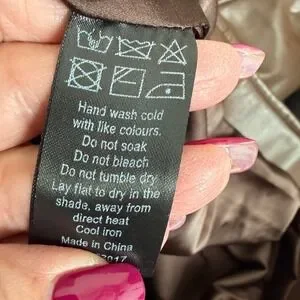 Hand wash cold
with like colours.
Do not soak
Do not bleach
Do not tumble dry
Lay flat to dry in the
shade, away from
direct heat
Cool iron
Made in China